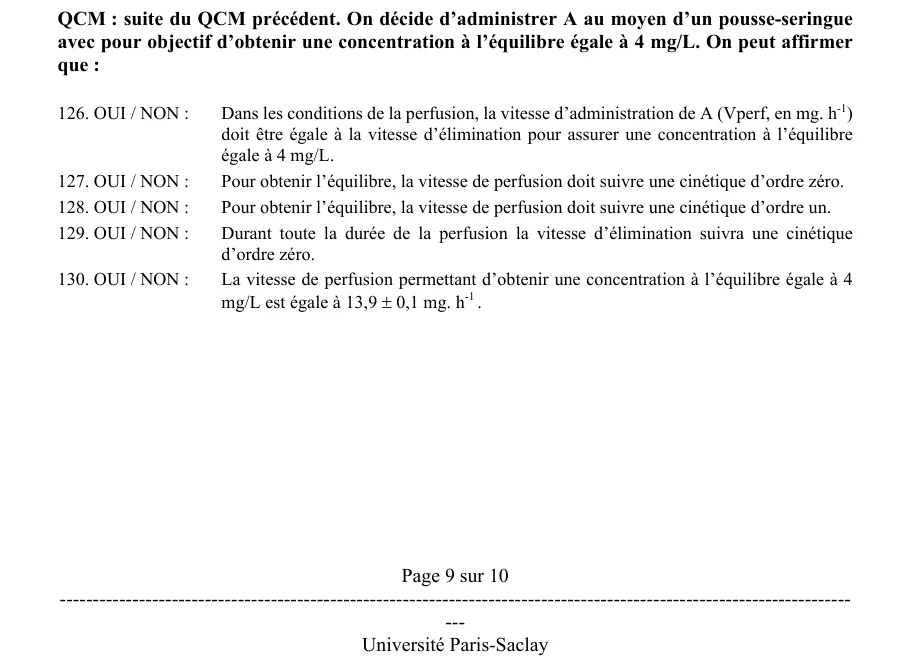 QCM : suite du QCM précédent. On décide d’administrer A au moyen d’un pousse-seringue
avec pour objectif d’obtenir une concentration à l’équilibre égale à 4 mg/L. On peut affirmer
que :
126. OUI / NON : Dans les conditions de la perfusion, la vitesse d’administration de A (Vperf, en mg. h-1)
doit être égale à la vitesse d’élimination pour assurer une concentration à l’équilibre
égale à 4 mg/L.
127. OUI / NON : Pour obtenir l’équilibre, la vitesse de perfusion doit suivre une cinétique d’ordre zéro.
128. OUI / NON : Pour obtenir l’équilibre, la vitesse de perfusion doit suivre une cinétique d’ordre un.
129. OUI / NON : Durant toute la durée de la perfusion la vitesse d’élimination suivra une cinétique
d’ordre zéro.
130. OUI / NON : La vitesse de perfusion permettant d’obtenir une concentration à l’équilibre égale à 4
mg/L est égale à 13,9 ± 0,1 mg. h-1 .
Page 9 sur 10
------------------------------------------------------------------------------------------------------------------------
---
Université Paris-Saclay